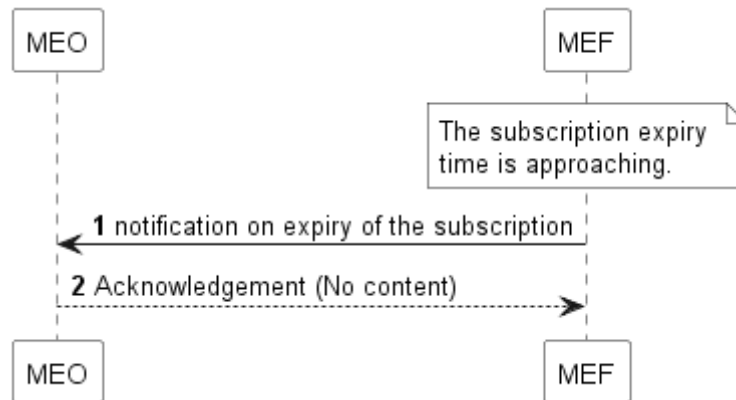 MEO MEF
The subscription expiry
time is approaching.
1 notification on expiry of the subscription
2 Acknowledgement (No content)
MEO MEF